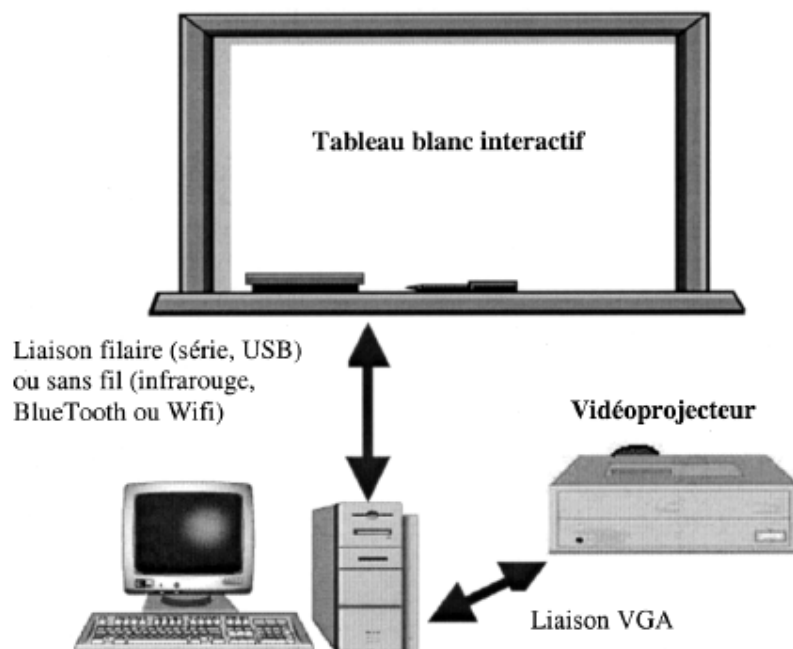 Tableau blanc interactif
Liaison filaire (série, USB)
ou sans fil (infrarouge,
BlueTooth ou Wifi)
Vidéoprojecteur
Liaison VGA